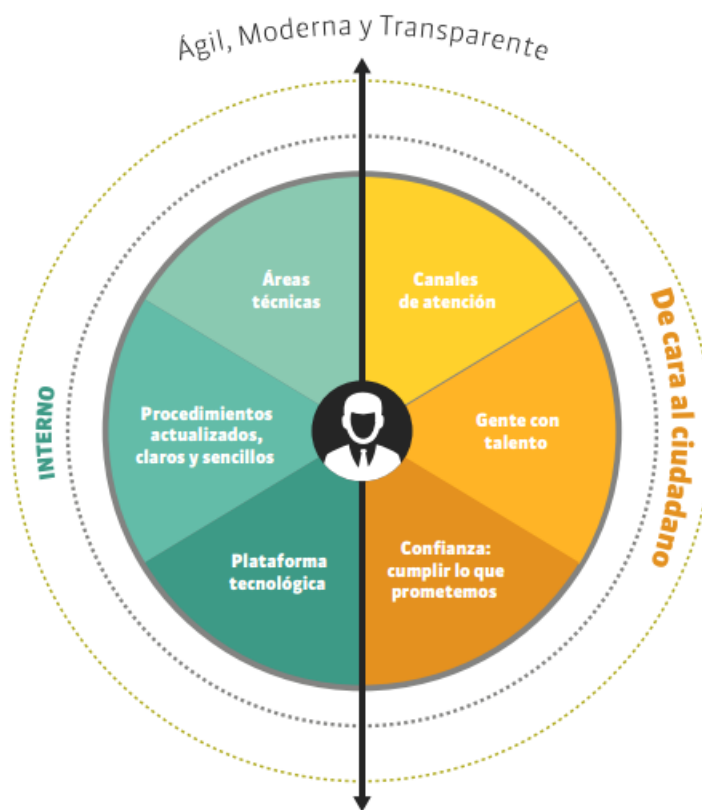 Ágil, Moderna y Transparente
Áreas
técnicas
Canales
de atención
INTERNO
Procedimientos
actualizados,
claros y sencillos
Gente con
talento
De cara al ciudadano
Plataforma
tecnológica
Confianza:
cumplir lo que
prometemos